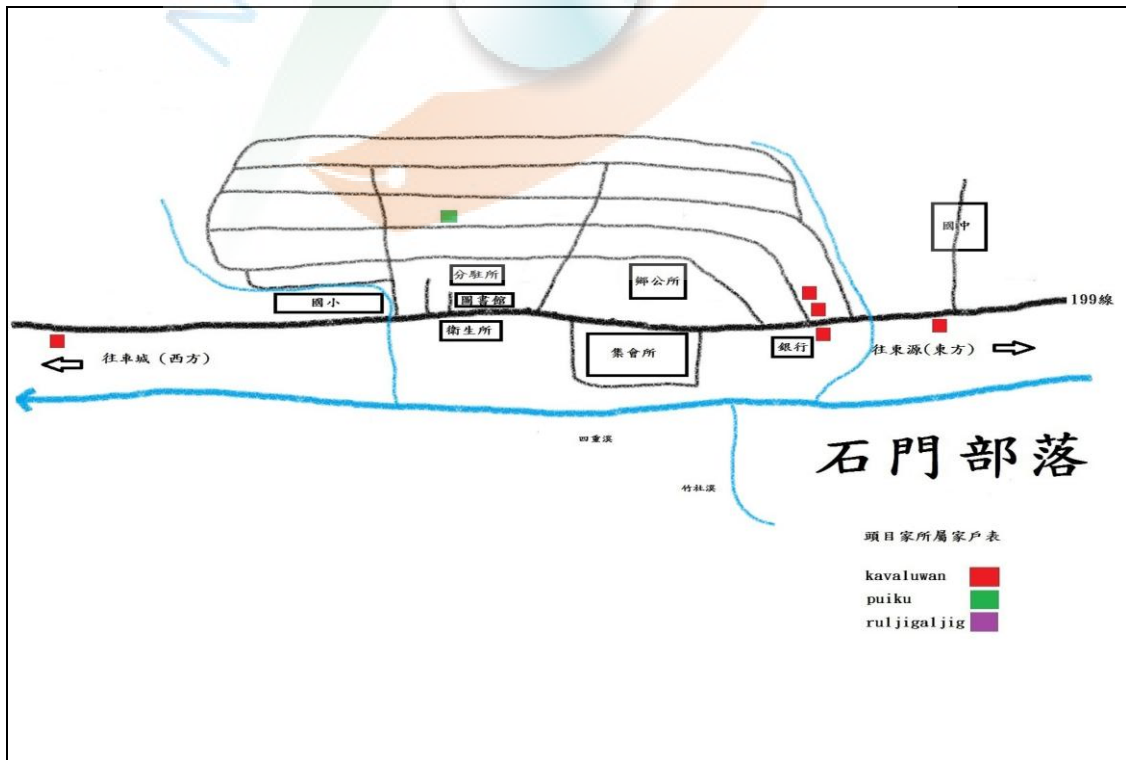 國中
分駐所
鄉公所
國小
圖書館
199線
衛生所
集會所
銀行
往車城 (西方)
往東源(東方)
四重溪
石門部落
竹社溪
頭目家所屬家戶表
kavaluwan
puiku
ruljigaljig